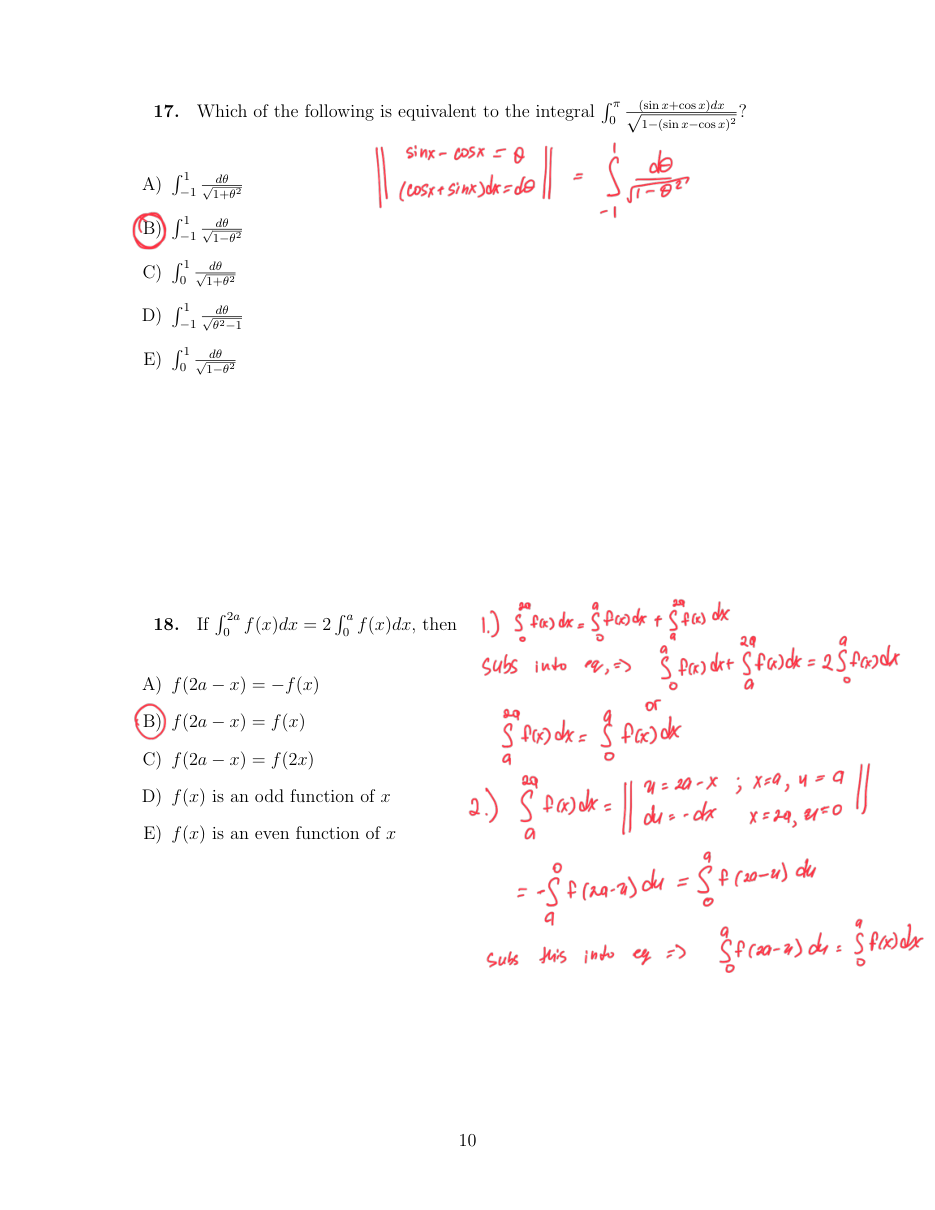 17. Which of the following is equivalent to the integral ∫_0^π (sin x+cos x)dx / √(1−(sin x−cos x)²)?
‖ sinx − cosx = θ
(cosx + sinx)dx = dθ ‖ = ∫_{-1}^{1} dθ/√(1−θ²)
A) ∫_{-1}^{1} dθ/√(1+θ²)
B) ∫_{-1}^{1} dθ/√(1−θ²)
C) ∫_0^1 dθ/√(1+θ²)
D) ∫_{-1}^{1} dθ/√(θ²−1)
E) ∫_0^1 dθ/√(1−θ²)
18. If ∫_0^{2a} f(x)dx = 2 ∫_0^a f(x)dx, then
A) f(2a − x) = −f(x)
B) f(2a − x) = f(x)
C) f(2a − x) = f(2x)
D) f(x) is an odd function of x
E) f(x) is an even function of x
1.) ∫_0^{2a} f(x)dx = ∫_0^a f(x)dx + ∫_a^{2a} f(x) dx
subs into eq, => ∫_0^a f(x)dx + ∫_a^{2a} f(x)dx = 2∫_0^a f(x)dx
or
∫_a^{2a} f(x)dx = ∫_0^a f(x)dx
2.) ∫_a^{2a} f(x)dx = ‖ u = 2a − x ; x=a, u = a
du = − dx x = 2a, u=0 ‖
= −∫_a^0 f(2a−u) du = ∫_0^a f(2a−u) du
Subs this into eq => ∫_0^a f(2a−u) du = ∫_0^a f(x)dx
10